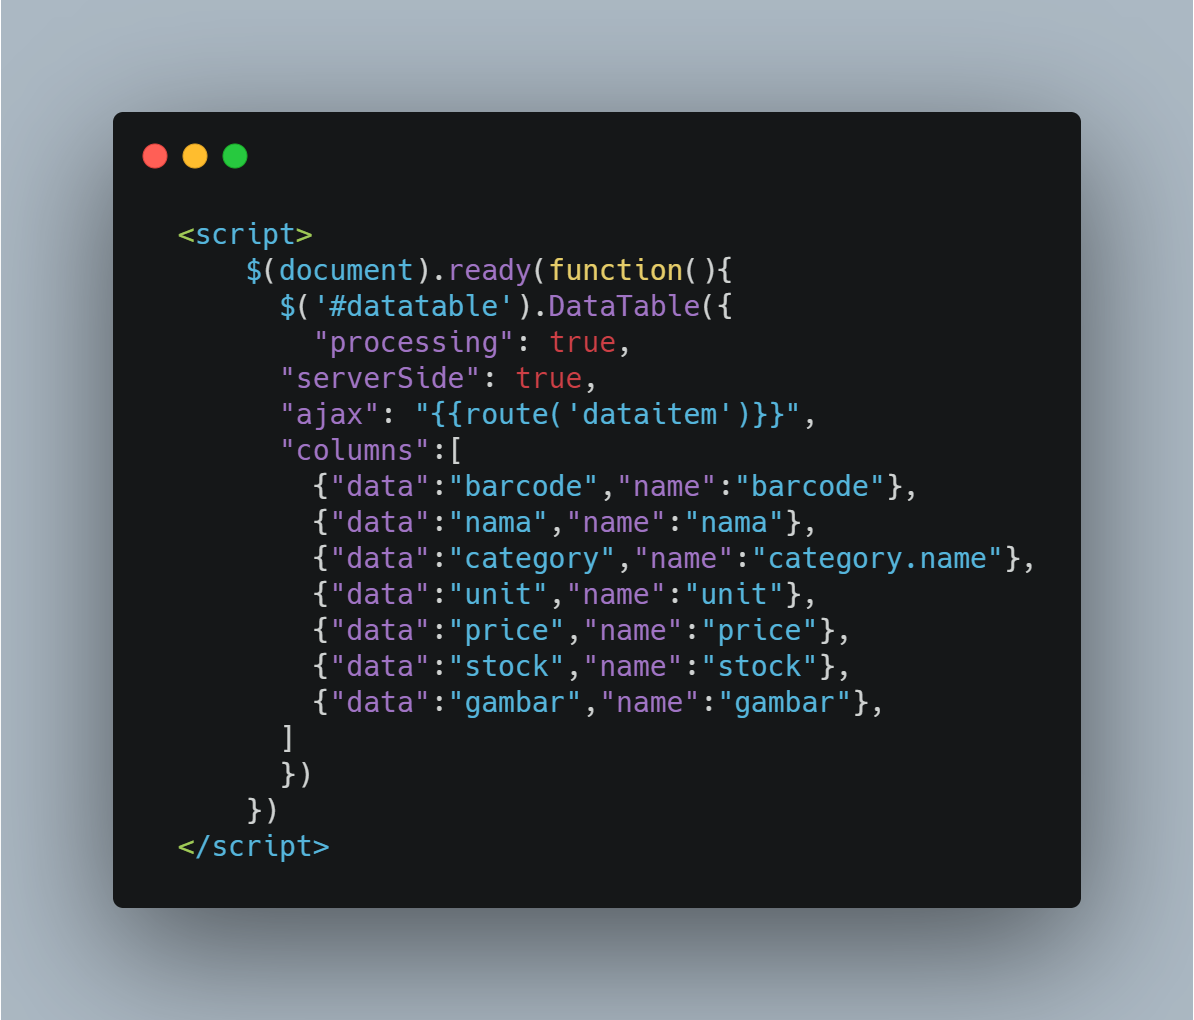 <script>
    $(document).ready(function(){
      $('#datatable').DataTable({
        "processing": true,
      "serverSide": true,
      "ajax": "{{route('dataitem')}}",
      "columns":[
        {"data":"barcode","name":"barcode"},
        {"data":"nama","name":"nama"},
        {"data":"category","name":"category.name"},
        {"data":"unit","name":"unit"},
        {"data":"price","name":"price"},
        {"data":"stock","name":"stock"},
        {"data":"gambar","name":"gambar"},
      ]
      })
    })
</script>